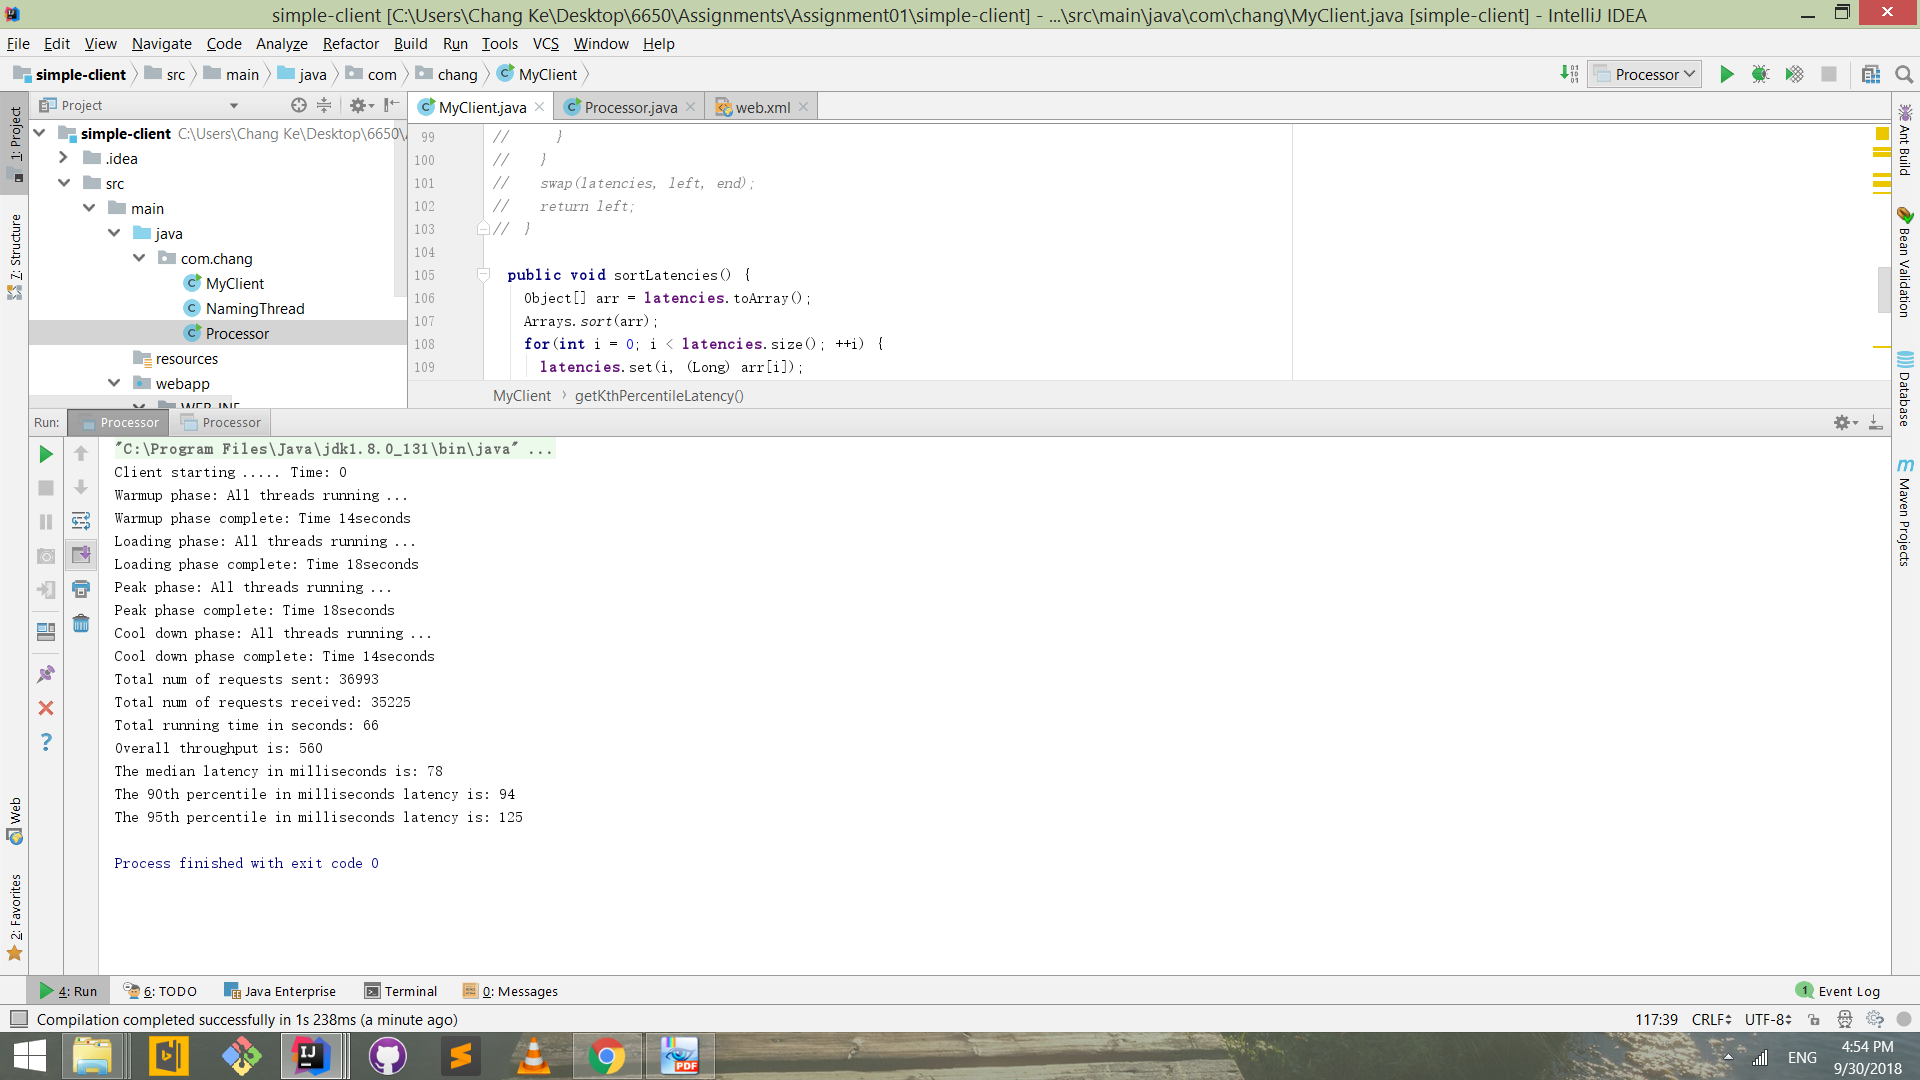 simple-client [C:\Users\Chang Ke\Desktop\6650\Assignments\Assignment01\simple-client] - ...\src\main\java\com\chang\MyClient.java [simple-client] - IntelliJ IDEA
File Edit View Navigate Code Analyze Refactor Build Run Tools VCS Window Help
simple-client src main java com chang MyClient
Processor
Project
MyClient.java Processor.java web.xml
1: Project
7: Structure
Web
2: Favorites
simple-client C:\Users\Chang Ke\Desktop\6650\
.idea
src
main
java
com.chang
MyClient
NamingThread
Processor
resources
webapp
WEB-INF
99 // }
100 // }
101 // swap(latencies, left, end);
102 // return left;
103 // }
104
105 public void sortLatencies() {
106 Object[] arr = latencies.toArray();
107 Arrays.sort(arr);
108 for(int i = 0; i < latencies.size(); ++i) {
109 latencies.set(i, (Long) arr[i]);
MyClient getKthPercentileLatency()
Ant Build
Bean Validation
Database
Maven Projects
Run: Processor Processor
"C:\Program Files\Java\jdk1.8.0_131\bin\java" ...
Client starting ..... Time: 0
Warmup phase: All threads running ...
Warmup phase complete: Time 14seconds
Loading phase: All threads running ...
Loading phase complete: Time 18seconds
Peak phase: All threads running ...
Peak phase complete: Time 18seconds
Cool down phase: All threads running ...
Cool down phase complete: Time 14seconds
Total num of requests sent: 36993
Total num of requests received: 35225
Total running time in seconds: 66
Overall throughput is: 560
The median latency in milliseconds is: 78
The 90th percentile in milliseconds latency is: 94
The 95th percentile in milliseconds latency is: 125
Process finished with exit code 0
4: Run 6: TODO Java Enterprise Terminal 0: Messages
1 Event Log
Compilation completed successfully in 1s 238ms (a minute ago)
117:39 CRLF UTF-8
ENG
4:54 PM
9/30/2018